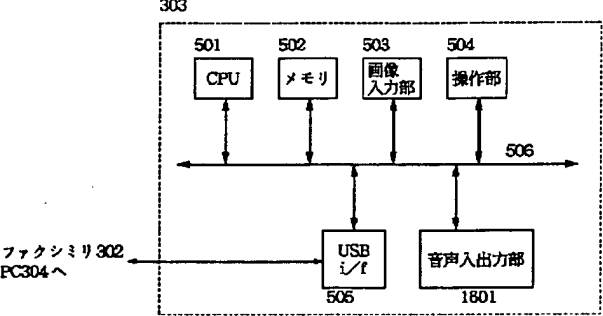 303
501
502
503
504
CPU
メモリ
画像
入力部
操作部
506
ファクシミリ302
PC304へ
USB
i/f
音声入出力部
505
1601